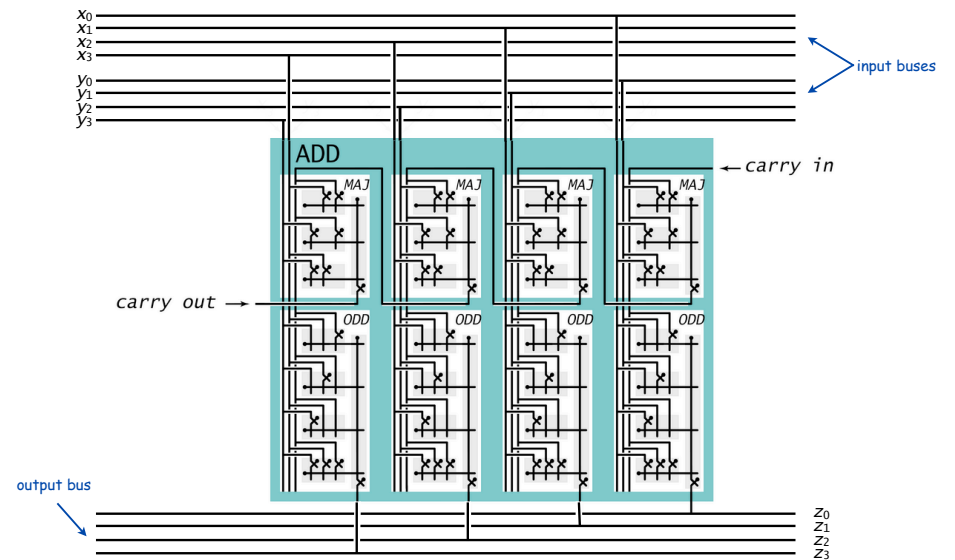 x₀
x₁
x₂
x₃
input buses
y₀
y₁
y₂
y₃
ADD
carry in
MAJ MAJ MAJ MAJ
carry out
ODD ODD ODD ODD
output bus
z₀
z₁
z₂
z₃